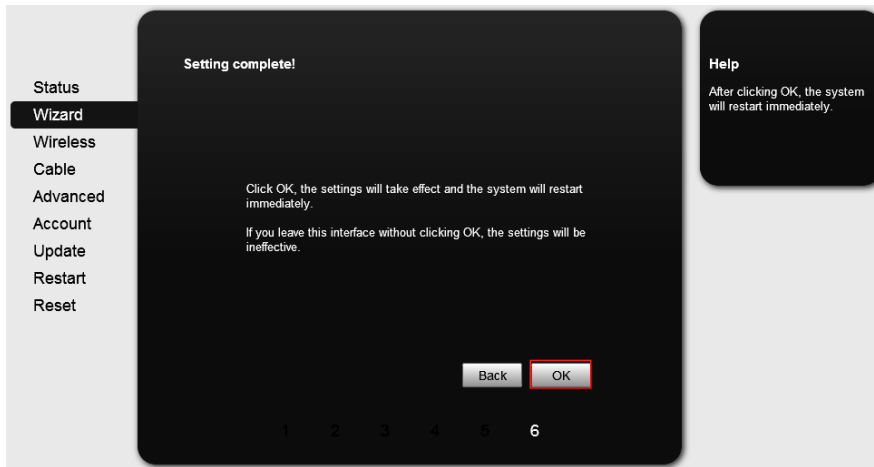 Status
Wizard
Wireless
Cable
Advanced
Account
Update
Restart
Reset
Setting complete!
Click OK, the settings will take effect and the system will restart
immediately.
If you leave this interface without clicking OK, the settings will be
ineffective.
Back OK
1 2 3 4 5 6
Help
After clicking OK, the system
will restart immediately.